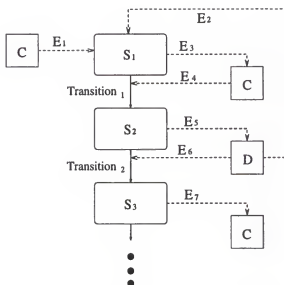 E2
C
E1
S1
E3
E4
C
Transition 1
S2
E5
E6
D
Transition 2
S3
E7
C